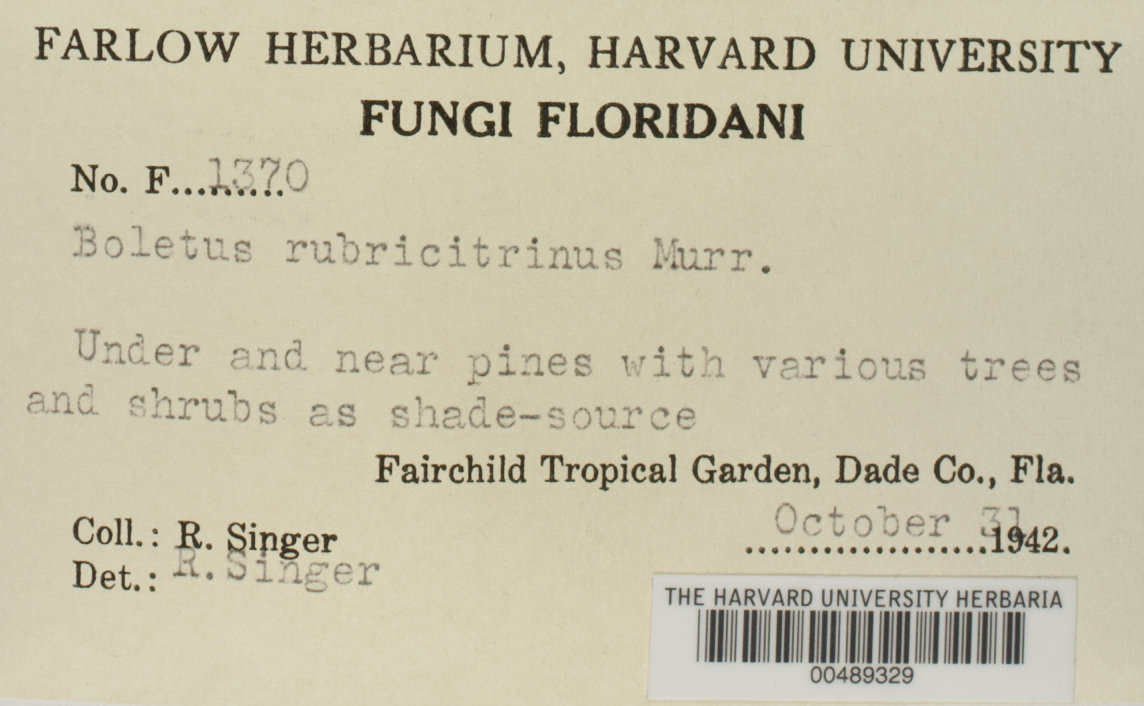 FARLOW HERBARIUM, HARVARD UNIVERSITY
FUNGI FLORIDANI
No. F.........1370
Boletus rubricitrinus Murr.
Under and near pines with various trees
and shrubs as shade-source
Fairchild Tropical Garden, Dade Co., Fla.
Coll.: R. Singer
October 31 1942.
Det.: R. Singer
THE HARVARD UNIVERSITY HERBARIA
00489329